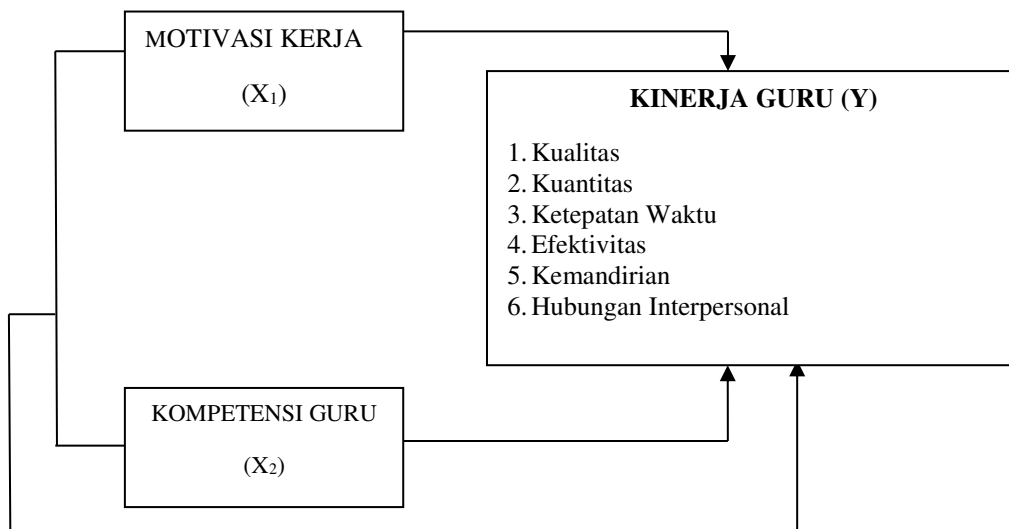 MOTIVASI KERJA
(X₁)
KINERJA GURU (Y)
1. Kualitas
2. Kuantitas
3. Ketepatan Waktu
4. Efektivitas
5. Kemandirian
6. Hubungan Interpersonal
KOMPETENSI GURU
(X₂)